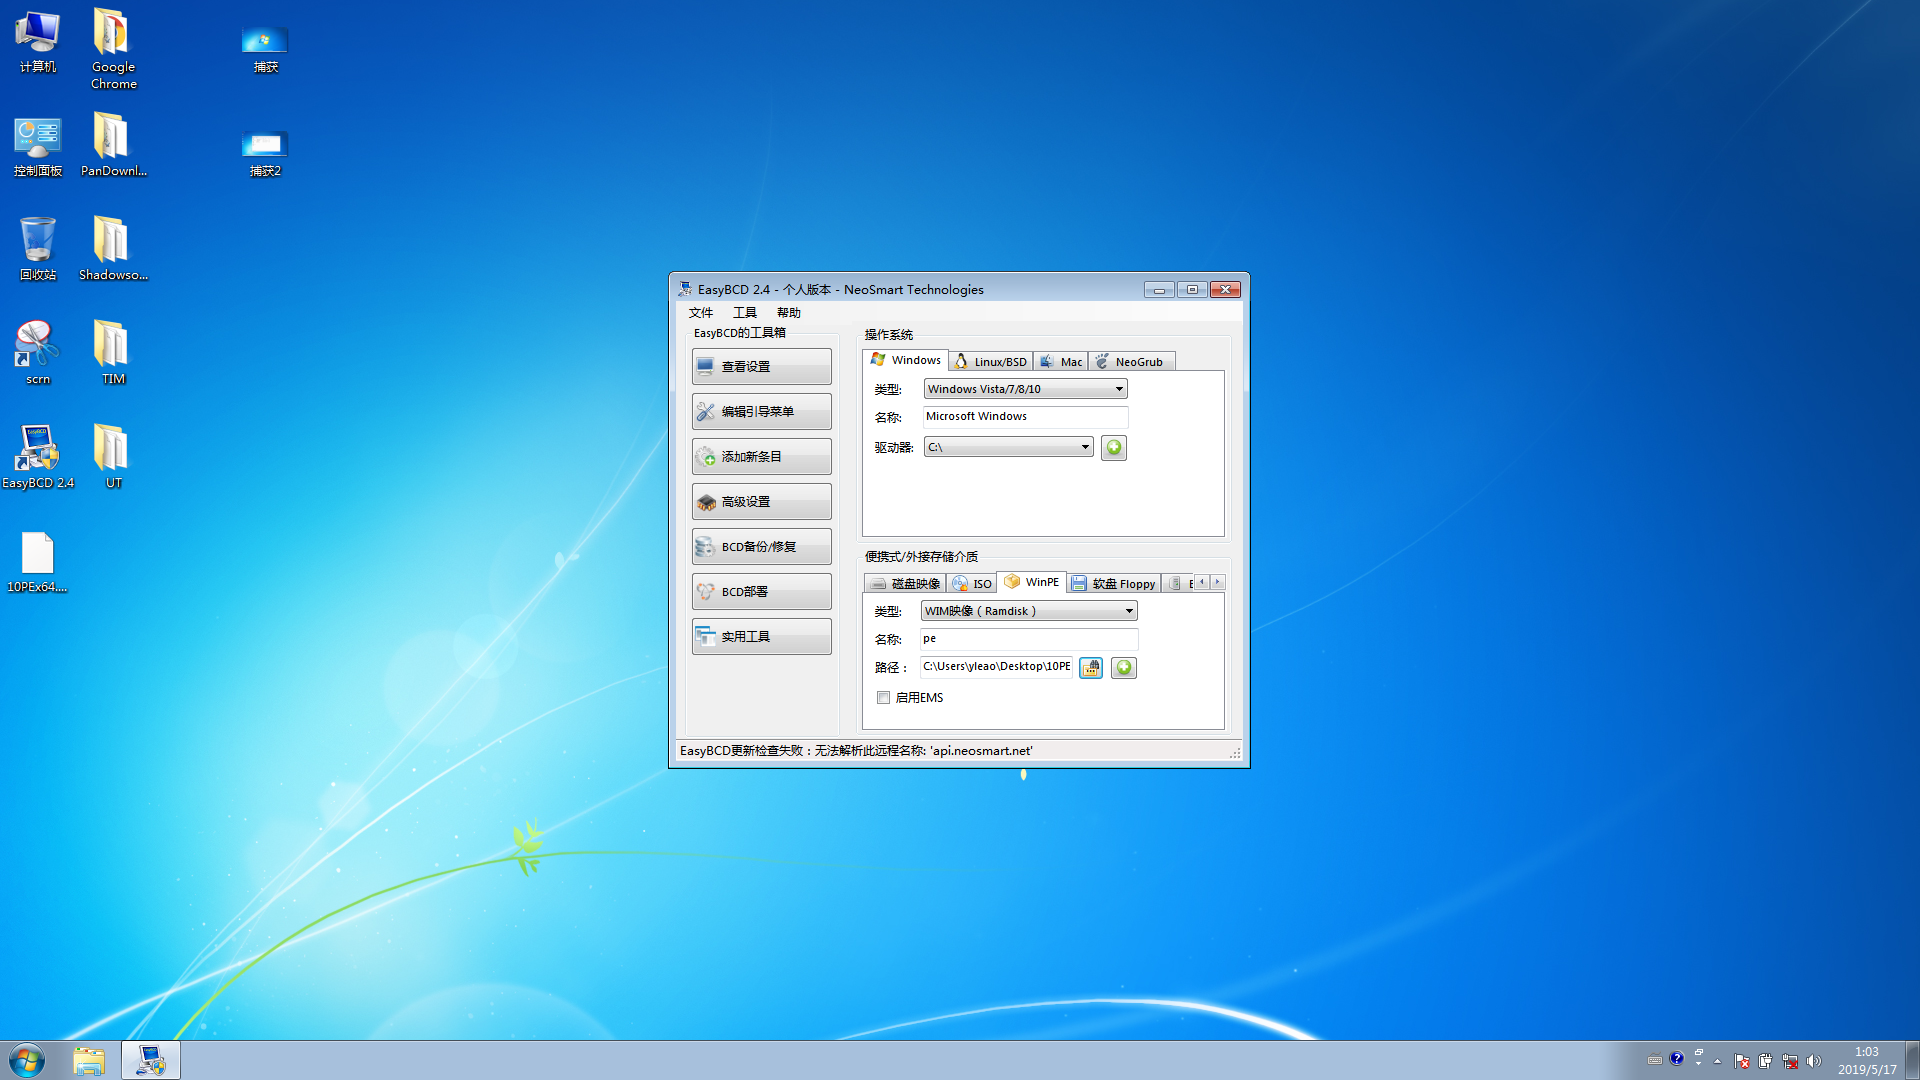 计算机
Google
Chrome
捕获
控制面板
PanDownl...
捕获2
回收站
Shadowso...
scrn
TIM
EasyBCD 2.4
UT
10PEx64....
EasyBCD 2.4 - 个人版本 - NeoSmart Technologies
文件 工具 帮助
EasyBCD的工具箱
查看设置
编辑引导菜单
添加新条目
高级设置
BCD备份/修复
BCD部署
实用工具
操作系统
Windows Linux/BSD Mac NeoGrub
类型: Windows Vista/7/8/10
名称: Microsoft Windows
驱动器: C:\
便携式/外接存储介质
磁盘映像 ISO WinPE 软盘 Floppy
类型: WIM映像（Ramdisk）
名称: pe
路径： C:\Users\yleao\Desktop\10PE
启用EMS
EasyBCD更新检查失败：无法解析此远程名称: 'api.neosmart.net'
1:03
2019/5/17